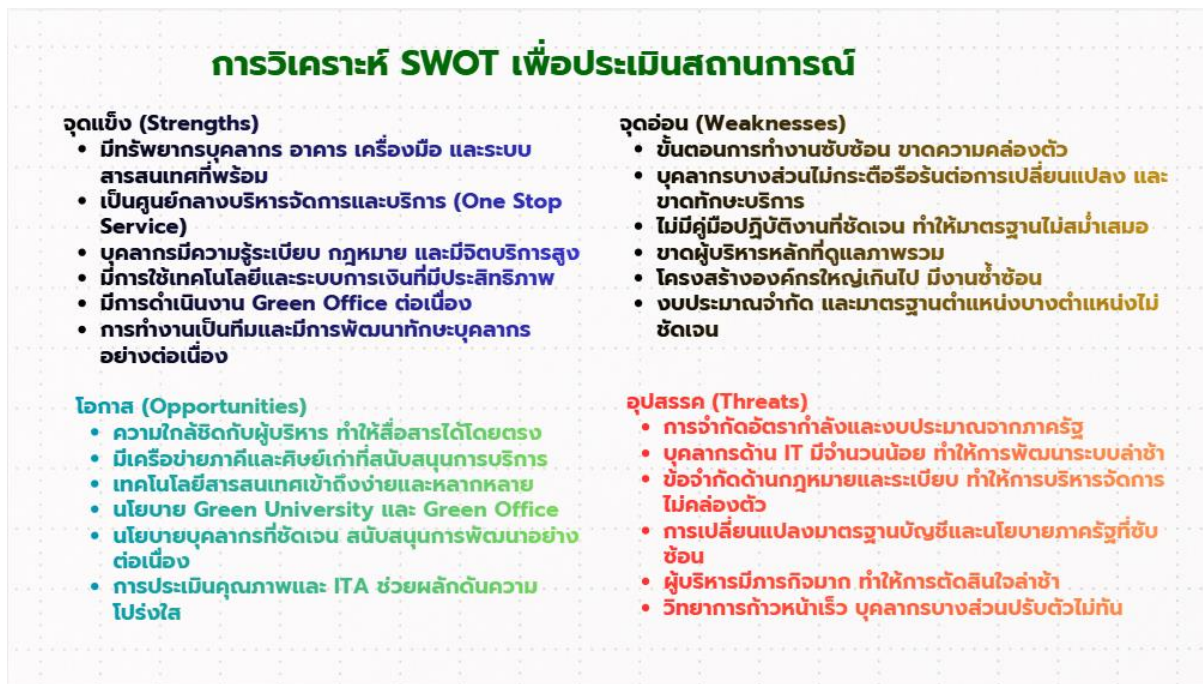 การวิเคราะห์ SWOT เพื่อประเมินสถานการณ์
จุดแข็ง (Strengths)
• มีทรัพยากรบุคลากร อาคาร เครื่องมือ และระบบ
สารสนเทศที่พร้อม
• เป็นศูนย์กลางบริหารจัดการและบริการ (One Stop
Service)
• บุคลากรมีความรู้ระเบียบ กฎหมาย และมีจิตบริการสูง
• มีการใช้เทคโนโลยีและระบบการเงินที่มีประสิทธิภาพ
• มีการดำเนินงาน Green Office ต่อเนื่อง
• การทำงานเป็นทีมและมีการพัฒนาทักษะบุคลากร
อย่างต่อเนื่อง
จุดอ่อน (Weaknesses)
• ขั้นตอนการทำงานซับซ้อน ขาดความคล่องตัว
• บุคลากรบางส่วนไม่กระตือรือร้นต่อการเปลี่ยนแปลง และ
ขาดทักษะบริการ
• ไม่มีคู่มือปฏิบัติงานที่ชัดเจน ทำให้มาตรฐานไม่สม่ำเสมอ
• ขาดผู้บริหารหลักที่ดูแลภาพรวม
• โครงสร้างองค์กรใหญ่เกินไป มีงานซ้ำซ้อน
• งบประมาณจำกัด และมาตรฐานตำแหน่งบางตำแหน่งไม่
ชัดเจน
โอกาส (Opportunities)
• ความใกล้ชิดกับผู้บริหาร ทำให้สื่อสารได้โดยตรง
• มีเครือข่ายภาคีและศิษย์เก่าที่สนับสนุนการบริการ
• เทคโนโลยีสารสนเทศเข้าถึงง่ายและหลากหลาย
• นโยบาย Green University และ Green Office
• นโยบายบุคลากรที่ชัดเจน สนับสนุนการพัฒนาอย่าง
ต่อเนื่อง
• การประเมินคุณภาพและ ITA ช่วยผลักดันความ
โปร่งใส
อุปสรรค (Threats)
• การจำกัดอัตรากำลังและงบประมาณจากภาครัฐ
• บุคลากรด้าน IT มีจำนวนน้อย ทำให้การพัฒนาระบบล่าช้า
• ข้อจำกัดด้านกฎหมายและระเบียบ ทำให้การบริหารจัดการ
ไม่คล่องตัว
• การเปลี่ยนแปลงมาตรฐานบัญชีและนโยบายภาครัฐที่ซับ
ซ้อน
• ผู้บริหารมีภารกิจมาก ทำให้การตัดสินใจล่าช้า
• วิทยาการก้าวหน้าเร็ว บุคลากรบางส่วนปรับตัวไม่ทัน